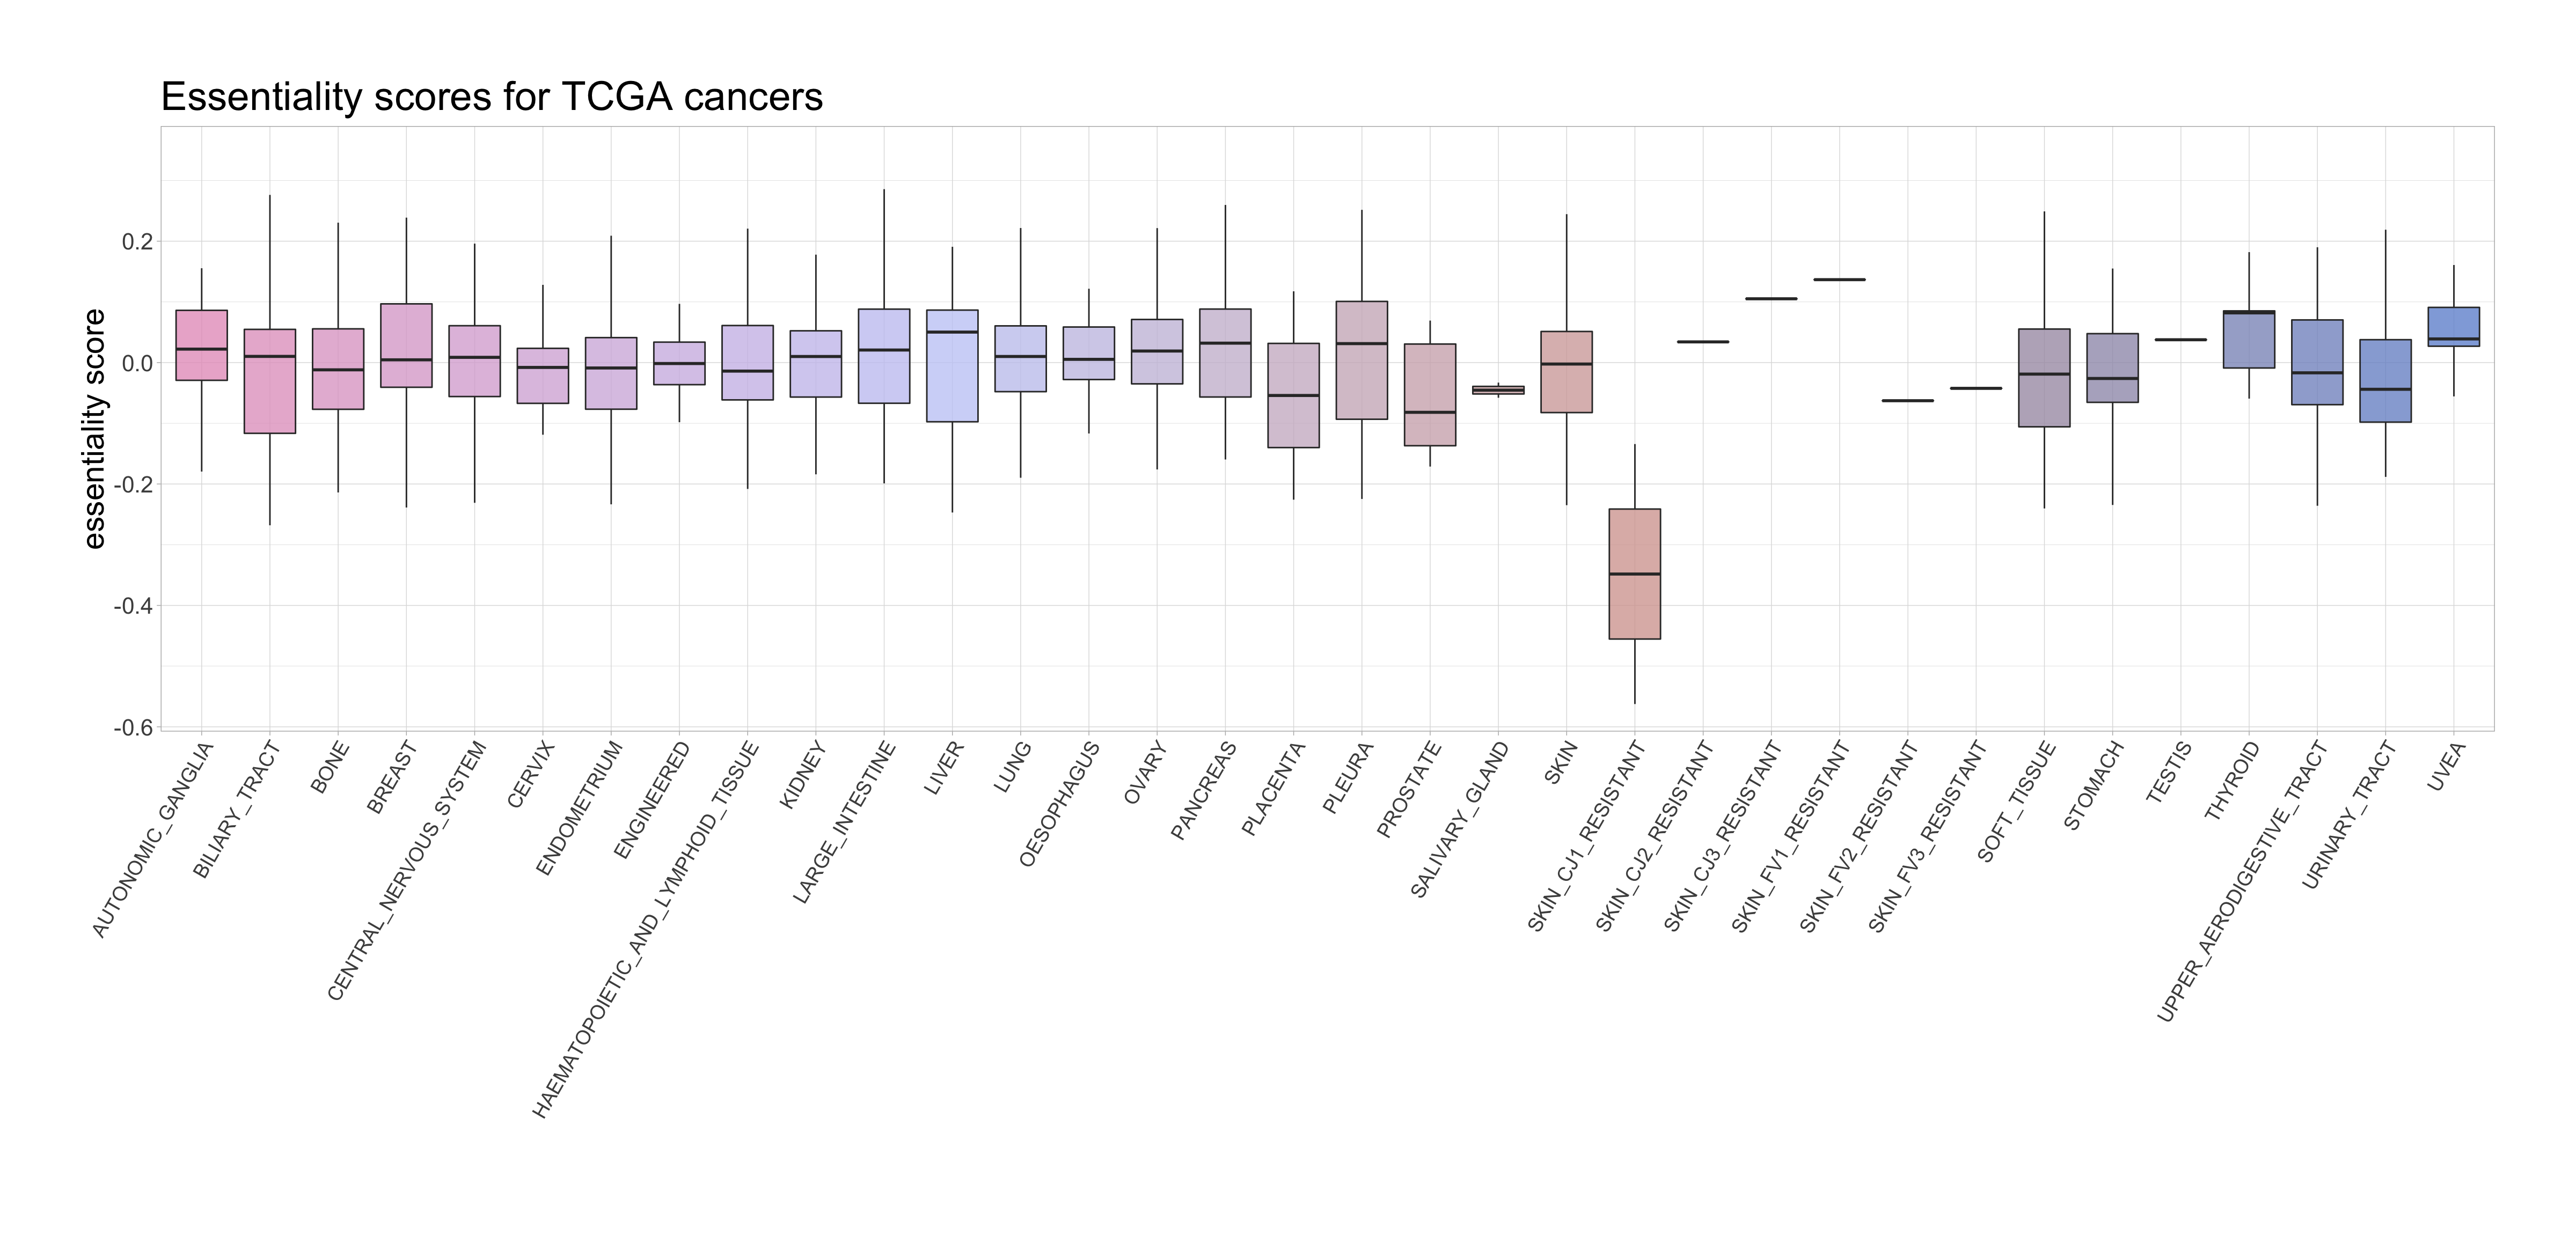 Essentiality scores for TCGA cancers
essentiality score
0.2
0.0
-0.2
-0.4
-0.6
AUTONOMIC_GANGLIA
BILIARY_TRACT
BONE
BREAST
CENTRAL_NERVOUS_SYSTEM
CERVIX
ENDOMETRIUM
ENGINEERED
HAEMATOPOIETIC_AND_LYMPHOID_TISSUE
KIDNEY
LARGE_INTESTINE
LIVER
LUNG
OESOPHAGUS
OVARY
PANCREAS
PLACENTA
PLEURA
PROSTATE
SALIVARY_GLAND
SKIN
SKIN_CJ1_RESISTANT
SKIN_CJ2_RESISTANT
SKIN_CJ3_RESISTANT
SKIN_FV1_RESISTANT
SKIN_FV2_RESISTANT
SKIN_FV3_RESISTANT
SOFT_TISSUE
STOMACH
TESTIS
THYROID
UPPER_AERODIGESTIVE_TRACT
URINARY_TRACT
UVEA